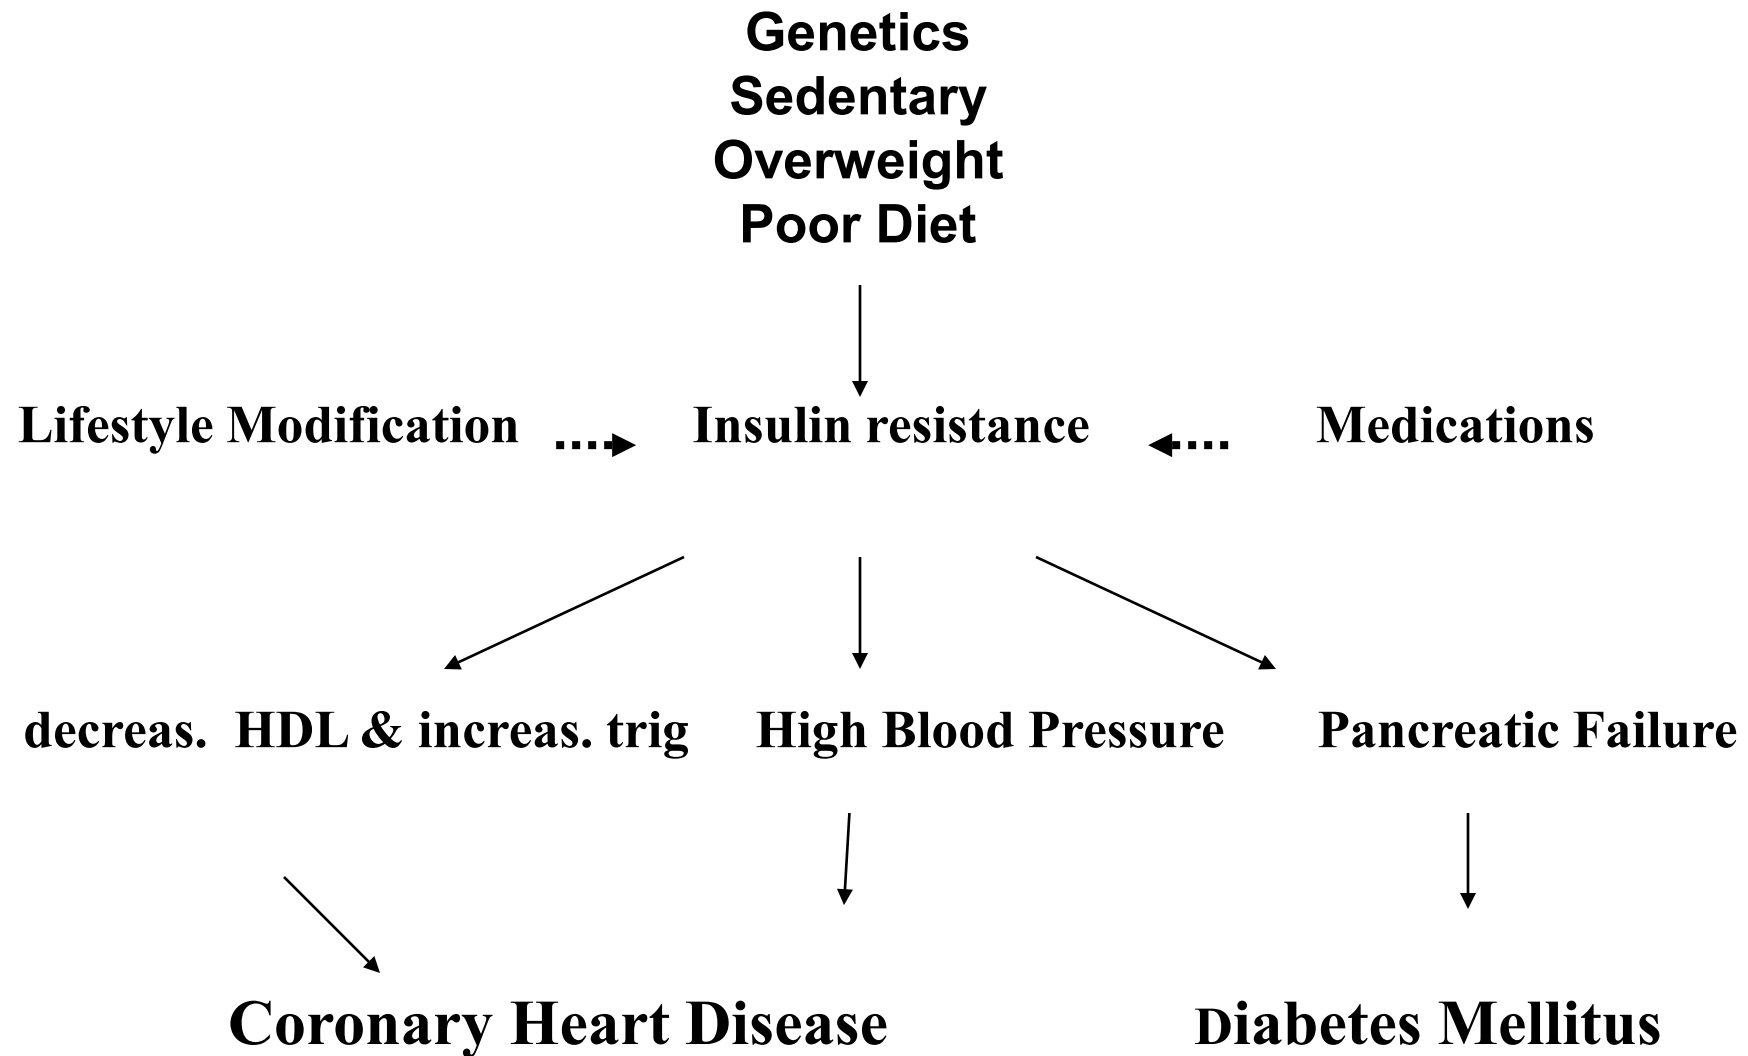 Genetics
Sedentary
Overweight
Poor Diet
Lifestyle Modification
Insulin resistance
Medications
decreas. HDL & increas. trig
High Blood Pressure
Pancreatic Failure
Coronary Heart Disease
Diabetes Mellitus